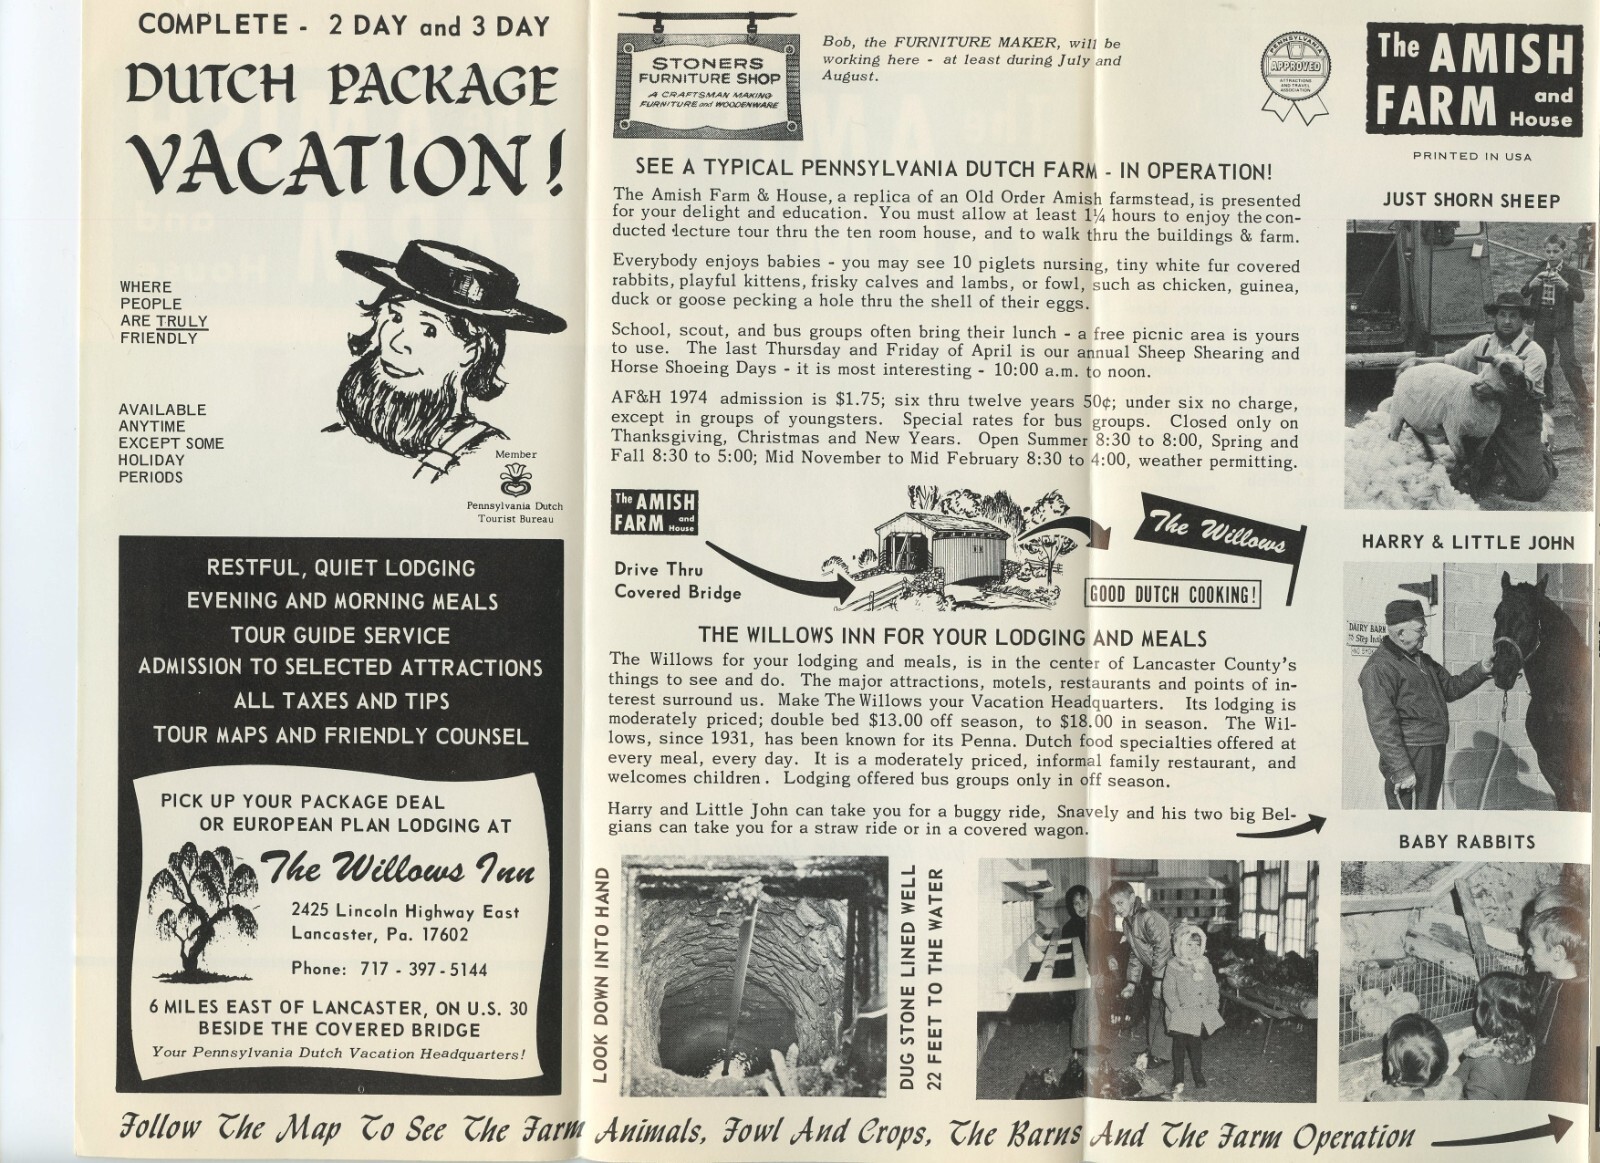 COMPLETE - 2 DAY and 3 DAY
DUTCH PACKAGE
VACATION!
WHERE
PEOPLE
ARE TRULY
FRIENDLY
AVAILABLE
ANYTIME
EXCEPT SOME
HOLIDAY
PERIODS
Member
Pennsylvania Dutch
Tourist Bureau
RESTFUL, QUIET LODGING
EVENING AND MORNING MEALS
TOUR GUIDE SERVICE
ADMISSION TO SELECTED ATTRACTIONS
ALL TAXES AND TIPS
TOUR MAPS AND FRIENDLY COUNSEL
PICK UP YOUR PACKAGE DEAL
OR EUROPEAN PLAN LODGING AT
The Willows Inn
2425 Lincoln Highway East
Lancaster, Pa. 17602
Phone: 717 - 397 - 5144
6 MILES EAST OF LANCASTER, ON U.S. 30
BESIDE THE COVERED BRIDGE
Your Pennsylvania Dutch Vacation Headquarters!
STONERS
FURNITURE SHOP
A CRAFTSMAN MAKING
FURNITURE and WOODENWARE
Bob, the FURNITURE MAKER, will be
working here - at least during July and
August.
PENNSYLVANIA
APPROVED
ATTRACTIONS
AND TRAVEL
ASSOCIATION
SEE A TYPICAL PENNSYLVANIA DUTCH FARM - IN OPERATION!
The Amish Farm & House, a replica of an Old Order Amish farmstead, is presented
for your delight and education. You must allow at least 1¼ hours to enjoy the con-
ducted lecture tour thru the ten room house, and to walk thru the buildings & farm.
Everybody enjoys babies - you may see 10 piglets nursing, tiny white fur covered
rabbits, playful kittens, frisky calves and lambs, or fowl, such as chicken, guinea,
duck or goose pecking a hole thru the shell of their eggs.
School, scout, and bus groups often bring their lunch - a free picnic area is yours
to use. The last Thursday and Friday of April is our annual Sheep Shearing and
Horse Shoeing Days - it is most interesting - 10:00 a.m. to noon.
AF&H 1974 admission is $1.75; six thru twelve years 50¢; under six no charge,
except in groups of youngsters. Special rates for bus groups. Closed only on
Thanksgiving, Christmas and New Years. Open Summer 8:30 to 8:00, Spring and
Fall 8:30 to 5:00; Mid November to Mid February 8:30 to 4:00, weather permitting.
The AMISH
FARM and House
Drive Thru
Covered Bridge
The Willows
GOOD DUTCH COOKING!
THE WILLOWS INN FOR YOUR LODGING AND MEALS
The Willows for your lodging and meals, is in the center of Lancaster County's
things to see and do. The major attractions, motels, restaurants and points of in-
terest surround us. Make The Willows your Vacation Headquarters. Its lodging is
moderately priced; double bed $13.00 off season, to $18.00 in season. The Wil-
lows, since 1931, has been known for its Penna. Dutch food specialties offered at
every meal, every day. It is a moderately priced, informal family restaurant, and
welcomes children. Lodging offered bus groups only in off season.
Harry and Little John can take you for a buggy ride, Snavely and his two big Bel-
gians can take you for a straw ride or in a covered wagon.
LOOK DOWN INTO HAND
DUG STONE LINED WELL
22 FEET TO THE WATER
The AMISH
FARM and
House
PRINTED IN USA
JUST SHORN SHEEP
HARRY & LITTLE JOHN
DAIRY BARN
to Step Inside
BABY RABBITS
Follow The Map To See The Farm Animals, Fowl And Crops, The Barns And The Farm Operation